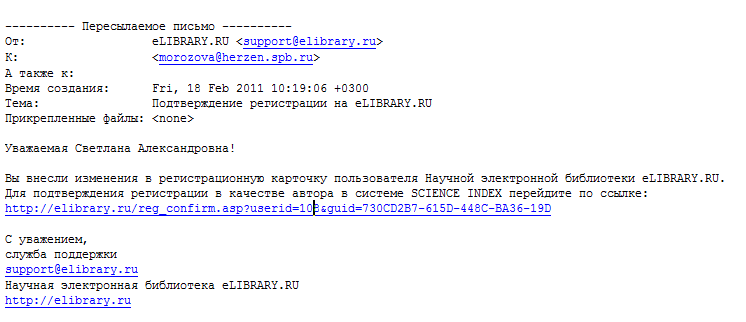 ---------- Пересылаемое письмо ----------
От: eLIBRARY.RU <support@elibrary.ru>
К: <morozova@herzen.spb.ru>
А также к:
Время создания: Fri, 18 Feb 2011 10:19:06 +0300
Тема: Подтверждение регистрации на eLIBRARY.RU
Прикрепленные файлы: <none>
Уважаемая Светлана Александровна!
Вы внесли изменения в регистрационную карточку пользователя Научной электронной библиотеки eLIBRARY.RU.
Для подтверждения регистрации в качестве автора в системе SCIENCE INDEX перейдите по ссылке:
http://elibrary.ru/reg_confirm.asp?userid=108&guid=730CD2B7-615D-448C-BA36-19D
С уважением,
служба поддержки
support@elibrary.ru
Научная электронная библиотека eLIBRARY.RU
http://elibrary.ru